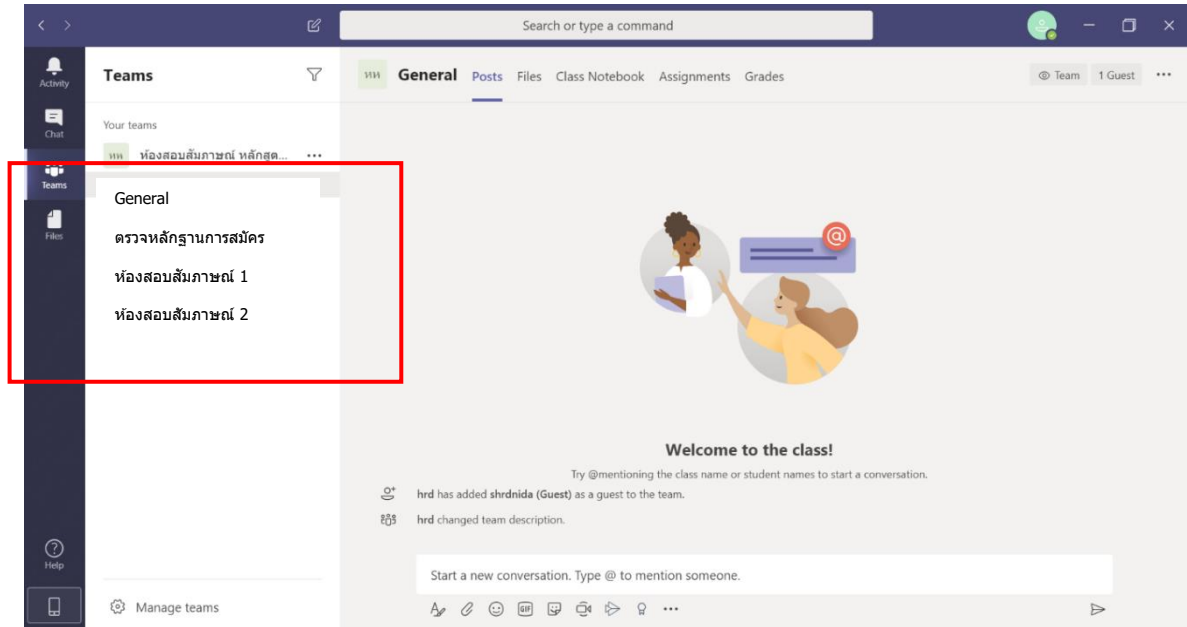 Search or type a command
Activity
Chat
Teams
Files
Help
Teams
Your teams
หห ห้องสอบสัมภาษณ์ หลักสูต...
General
ตรวจหลักฐานการสมัคร
ห้องสอบสัมภาษณ์ 1
ห้องสอบสัมภาษณ์ 2
Manage teams
หห General Posts Files Class Notebook Assignments Grades
Team 1 Guest
@
Welcome to the class!
Try @mentioning the class name or student names to start a conversation.
hrd has added shrdnida (Guest) as a guest to the team.
hrd changed team description.
Start a new conversation. Type @ to mention someone.
GIF